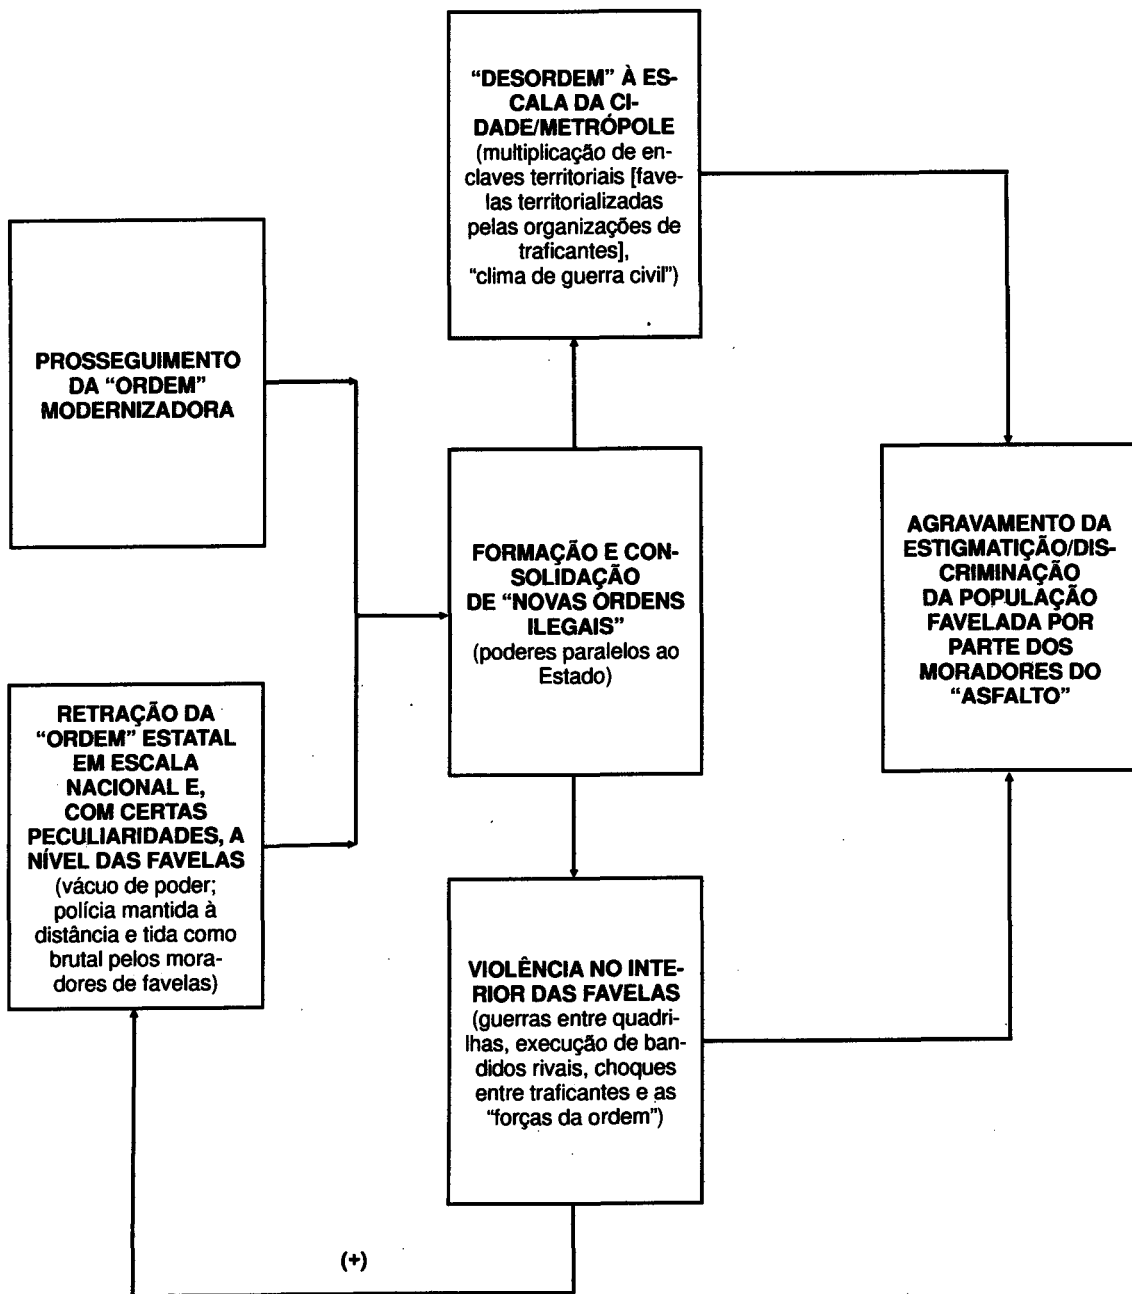 PROSSEGUIMENTO
DA “ORDEM”
MODERNIZADORA
RETRAÇÃO DA
“ORDEM” ESTATAL
EM ESCALA
NACIONAL E,
COM CERTAS
PECULIARIDADES, A
NÍVEL DAS FAVELAS
(vácuo de poder;
polícia mantida à
distância e tida como
brutal pelos mora-
dores de favelas)
“DESORDEM” À ES-
CALA DA CI-
DADE/METRÓPOLE
(multiplicação de en-
claves territoriais [fave-
las territorializadas
pelas organizações de
traficantes],
“clima de guerra civil”)
FORMAÇÃO E CON-
SOLIDAÇÃO
DE “NOVAS ORDENS
ILEGAIS”
(poderes paralelos ao
Estado)
VIOLÊNCIA NO INTE-
RIOR DAS FAVELAS
(guerras entre quadri-
lhas, execução de ban-
didos rivais, choques
entre traficantes e as
“forças da ordem”)
AGRAVAMENTO DA
ESTIGMATIÇÃO/DIS-
CRIMINAÇÃO
DA POPULAÇÃO
FAVELADA POR
PARTE DOS
MORADORES DO
“ASFALTO”
(+)